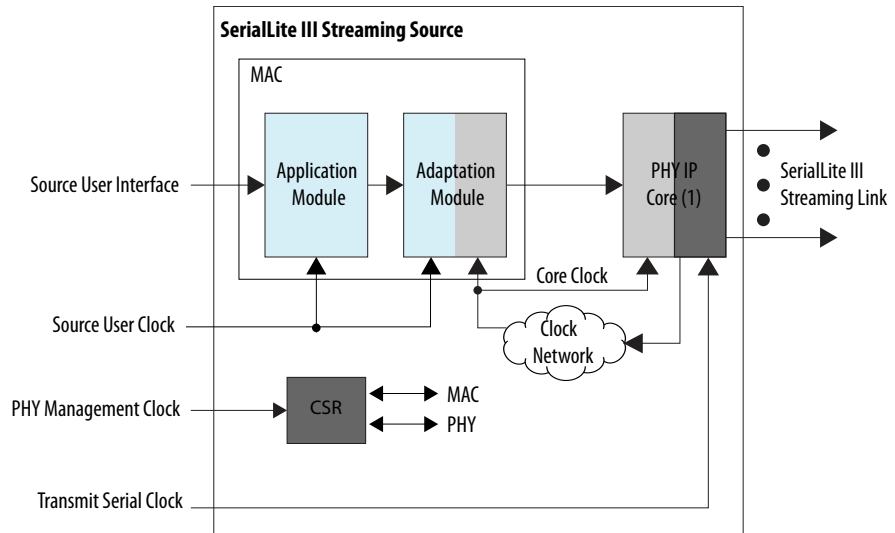 SerialLite III Streaming Source
MAC
Application
Module
Adaptation
Module
PHY IP
Core (1)
Source User Interface
SerialLite III
Streaming Link
Core Clock
Source User Clock
Clock
Network
PHY Management Clock
CSR
MAC
PHY
Transmit Serial Clock